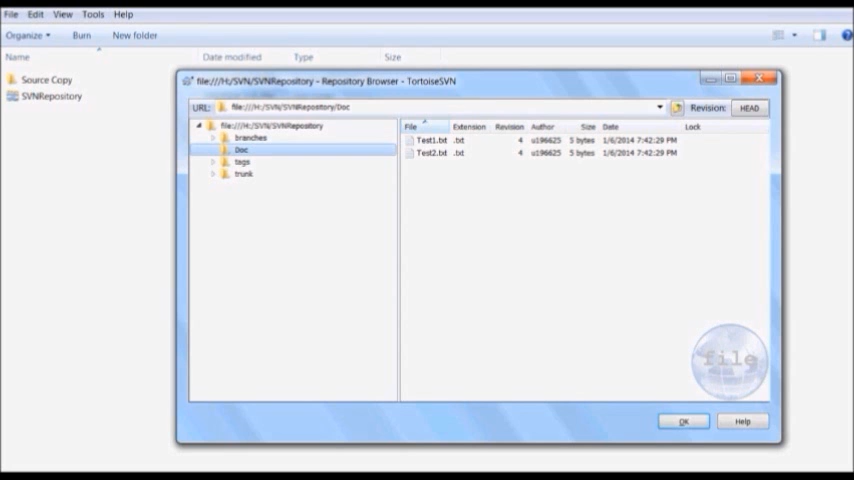 File Edit View Tools Help
Organize Burn New folder
Name Date modified Type Size
Source Copy
SVNRepository
file:///H:/SVN/SVNRepository - Repository Browser - TortoiseSVN
URL: file:///H:/SVN/SVNRepository/Doc Revision: HEAD
file:///H:/SVN/SVNRepository
branches
Doc
tags
trunk
File Extension Revision Author Size Date Lock
Test1.txt .txt 4 u196625 5 bytes 1/6/2014 7:42:29 PM
Test2.txt .txt 4 u196625 5 bytes 1/6/2014 7:42:29 PM
file
OK Help